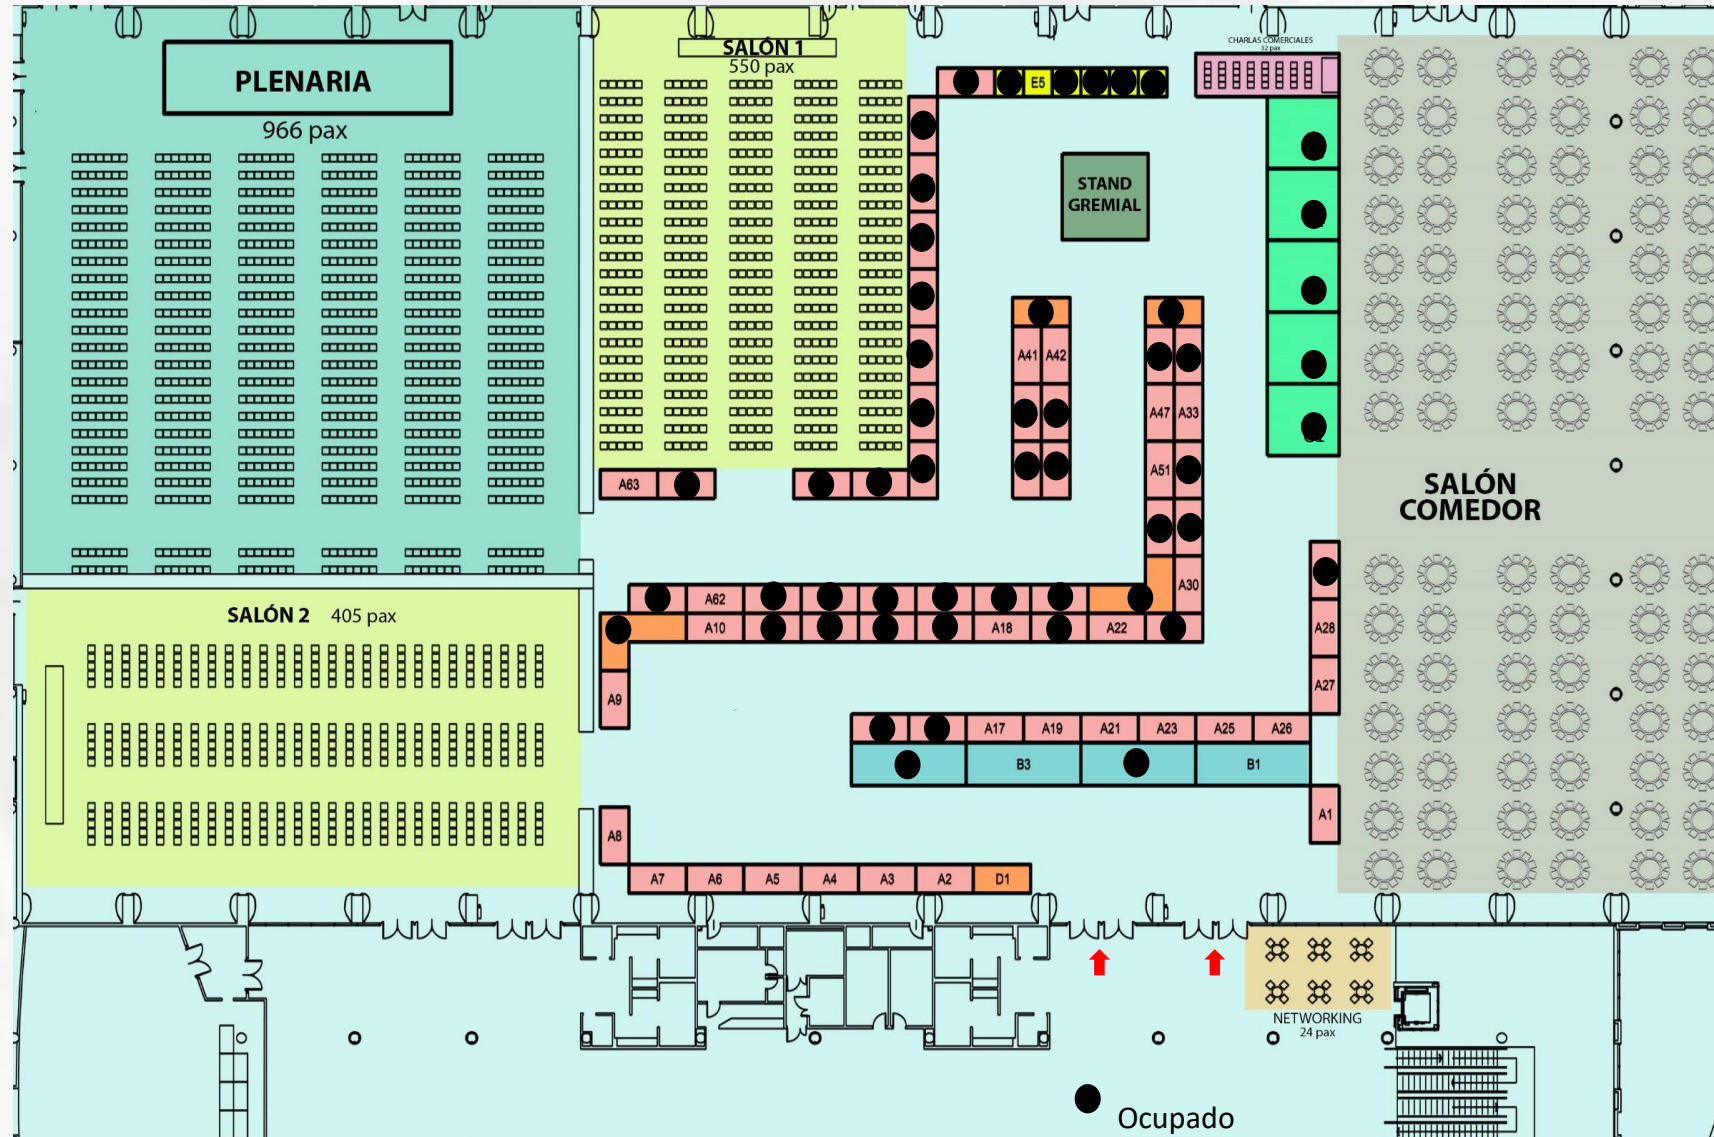 PLENARIA
966 pax
SALÓN 1
550 pax
CHARLAS COMERCIALES
32 pax
E5
STAND
GREMIAL
A41
A42
A47
A33
A51
A63
SALÓN
COMEDOR
A30
A62
A10
A18
A22
A28
A27
SALÓN 2
405 pax
A9
A17
A19
A21
A23
A25
A26
B3
B1
A1
A8
A7
A6
A5
A4
A3
A2
D1
NETWORKING
24 pax
Ocupado